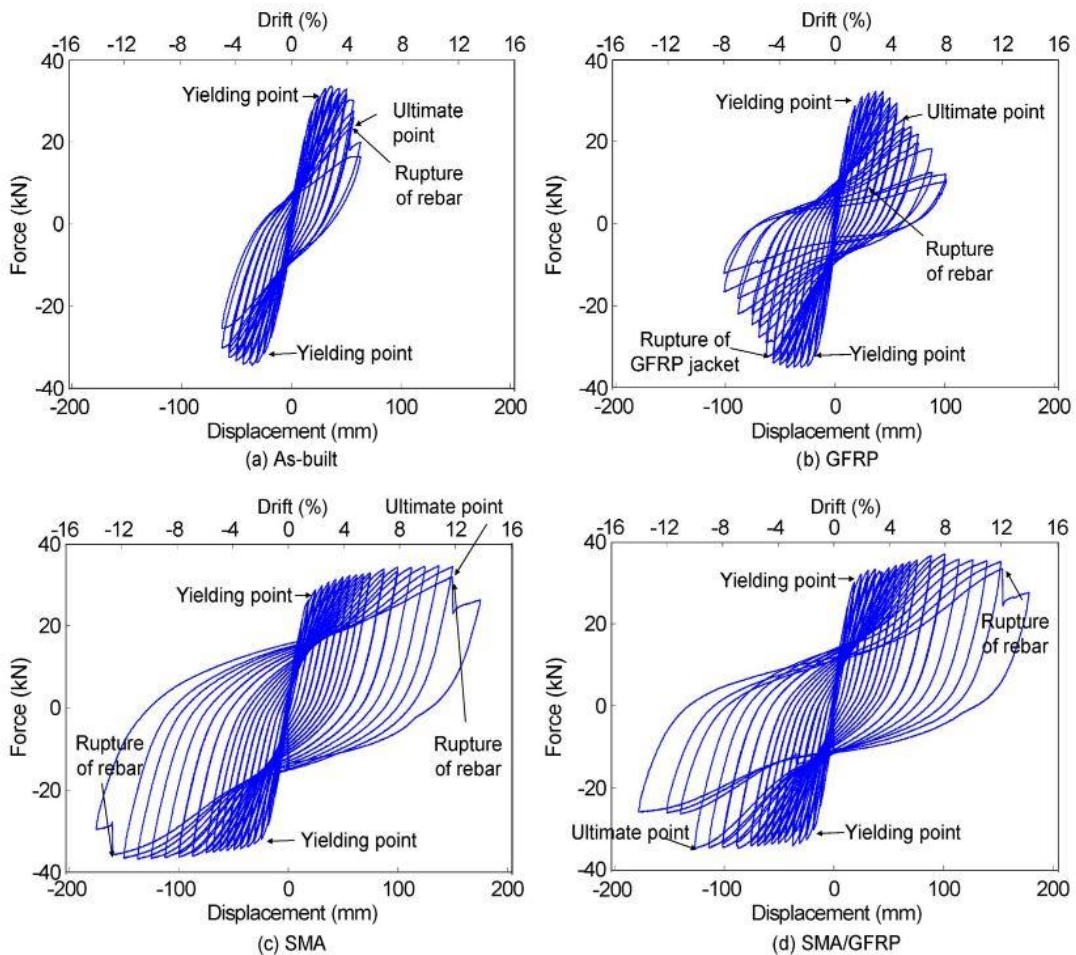 Drift (%)
-16 -12 -8 -4 0 4 8 12 16
40
20
0
-20
-40
Force (kN)
Yielding point
Ultimate
point
Rupture
of rebar
Yielding point
-200 -100 0 100 200
Displacement (mm)
(a) As-built
Drift (%)
-16 -12 -8 -4 0 4 8 12 16
40
20
0
-20
-40
Force (kN)
Yielding point
Ultimate point
Rupture
of rebar
Rupture of
GFRP jacket
Yielding point
-200 -100 0 100 200
Displacement (mm)
(b) GFRP
Drift (%)
Ultimate point
-16 -12 -8 -4 0 4 8 12 16
40
20
0
-20
-40
Force (kN)
Yielding point
Rupture
of rebar
Rupture
of rebar
Yielding point
-200 -100 0 100 200
Displacement (mm)
(c) SMA
Drift (%)
-16 -12 -8 -4 0 4 8 12 16
40
20
0
-20
-40
Force (kN)
Yielding point
Rupture
of rebar
Ultimate point
Yielding point
-200 -100 0 100 200
Displacement (mm)
(d) SMA/GFRP